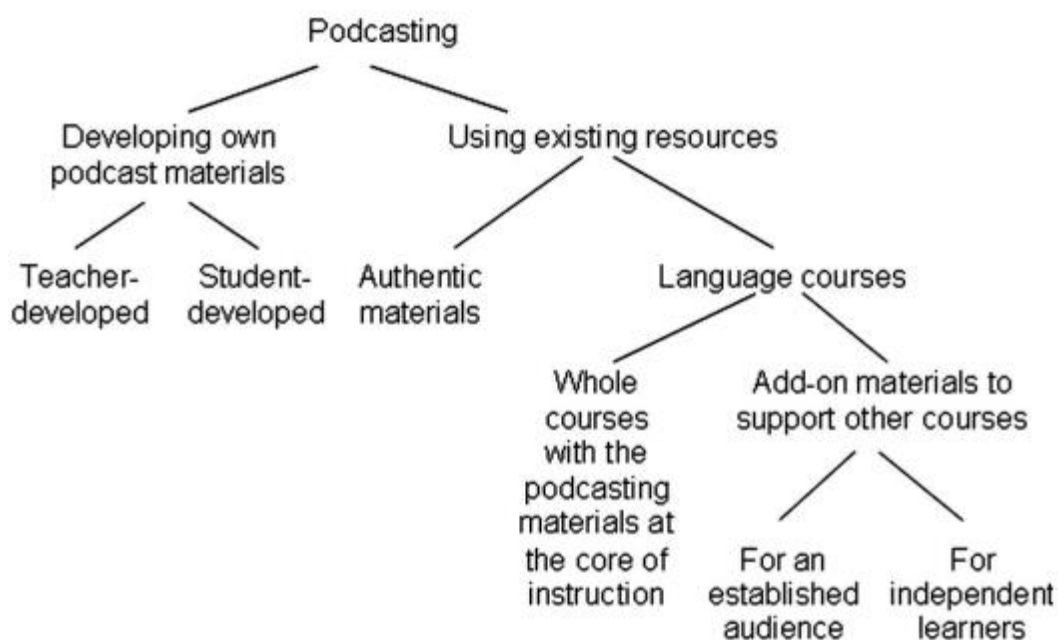 Podcasting
Developing own
podcast materials
Using existing resources
Teacher-
developed
Student-
developed
Authentic
materials
Language courses
Whole
courses
with the
podcasting
materials at
the core of
instruction
Add-on materials to
support other courses
For an
established
audience
For
independent
learners